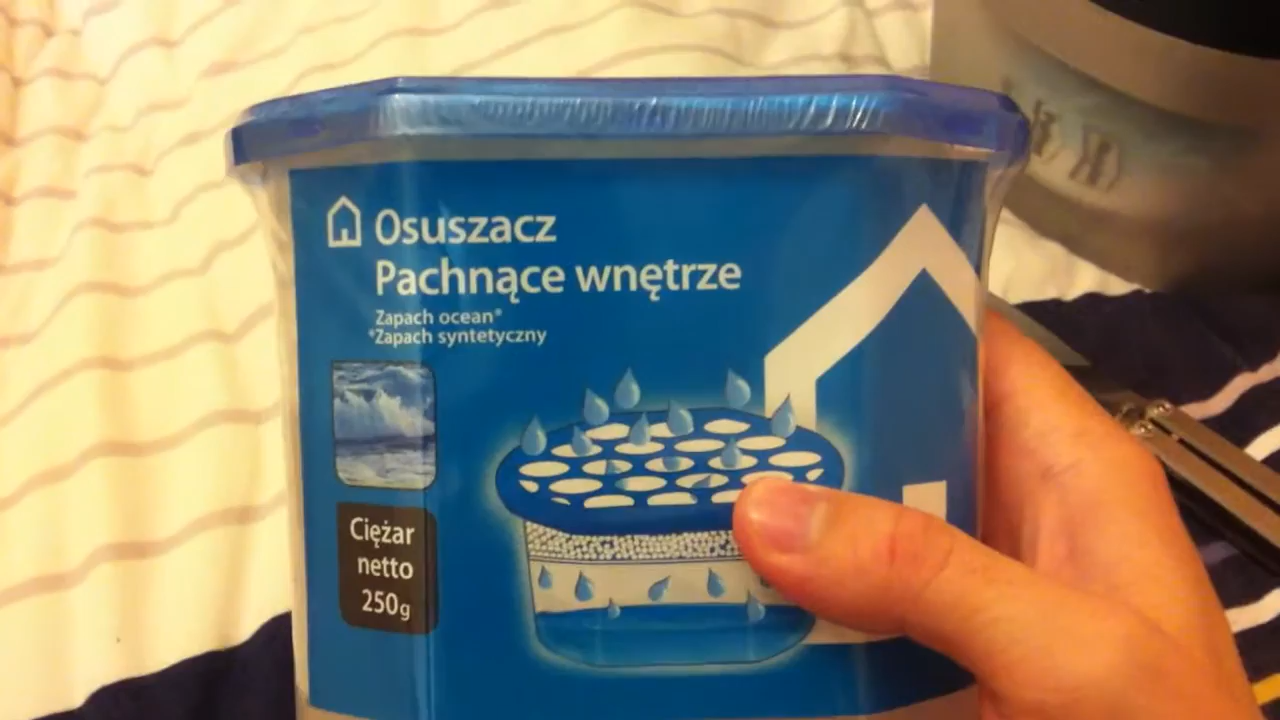 Osuszacz
Pachnące wnętrze
Zapach ocean*
*Zapach syntetyczny
Ciężar
netto
250g